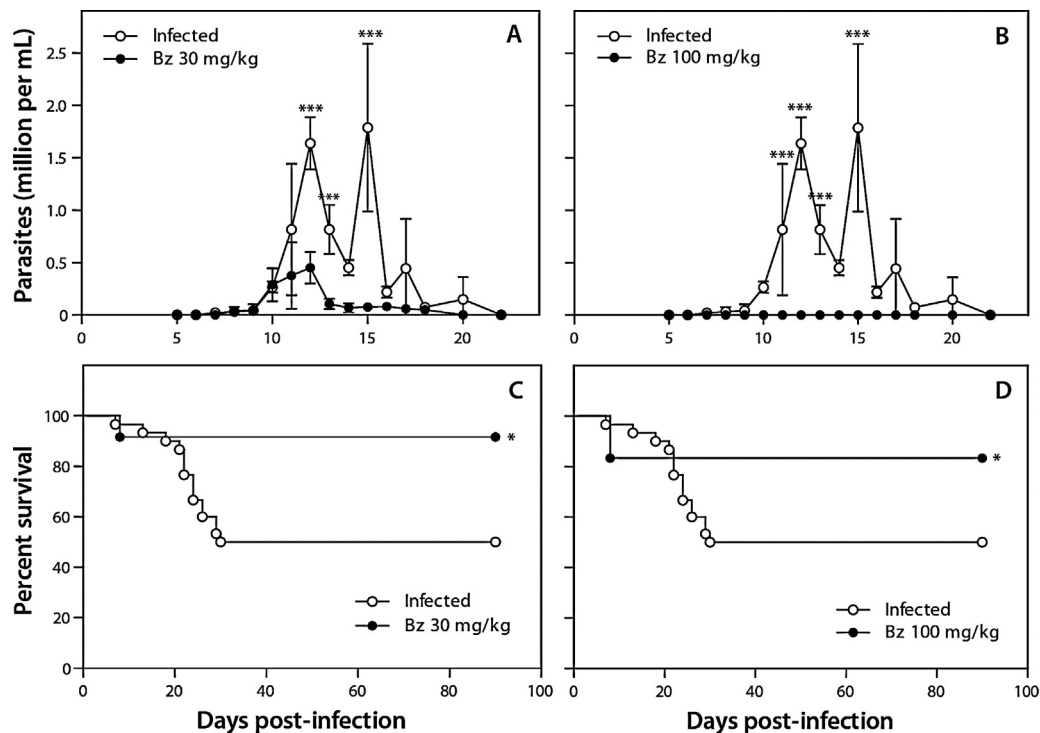 Infected
Bz 30 mg/kg
A
***
***
***
Parasites (million per mL)
2.5
2.0
1.5
1.0
0.5
0
5
10
15
20
Infected
Bz 100 mg/kg
B
***
***
***
***
5
10
15
20
C
*
Percent survival
100
80
60
40
20
0
Infected
Bz 30 mg/kg
0
20
40
60
80
100
Days post-infection
D
*
Infected
Bz 100 mg/kg
0
20
40
60
80
100
Days post-infection